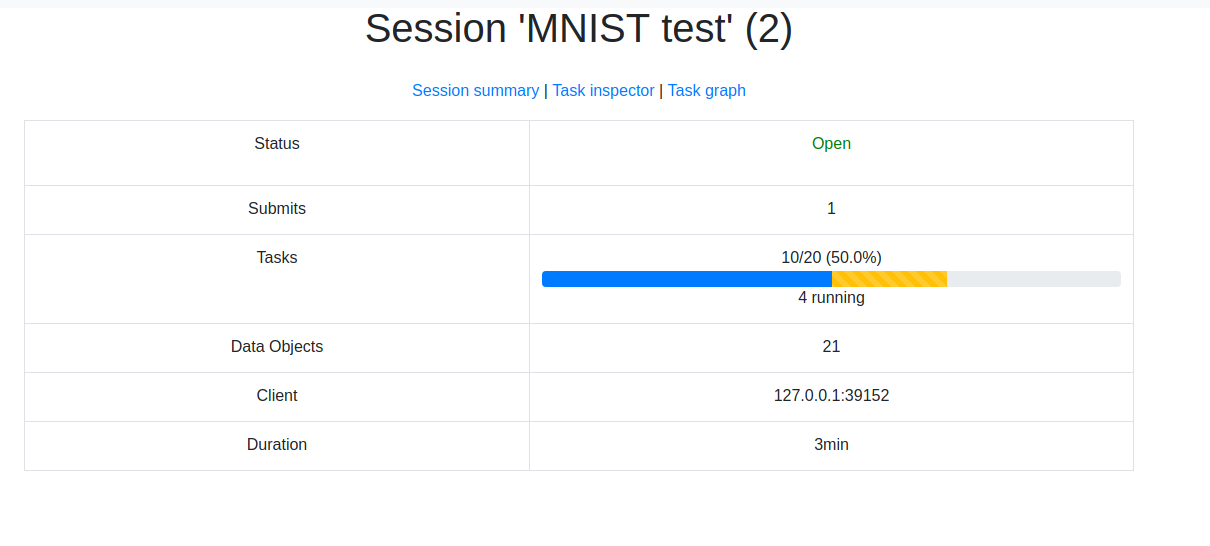 Session 'MNIST test' (2)
Session summary | Task inspector | Task graph
Status Open
Submits 1
Tasks 10/20 (50.0%)
4 running
Data Objects 21
Client 127.0.0.1:39152
Duration 3min